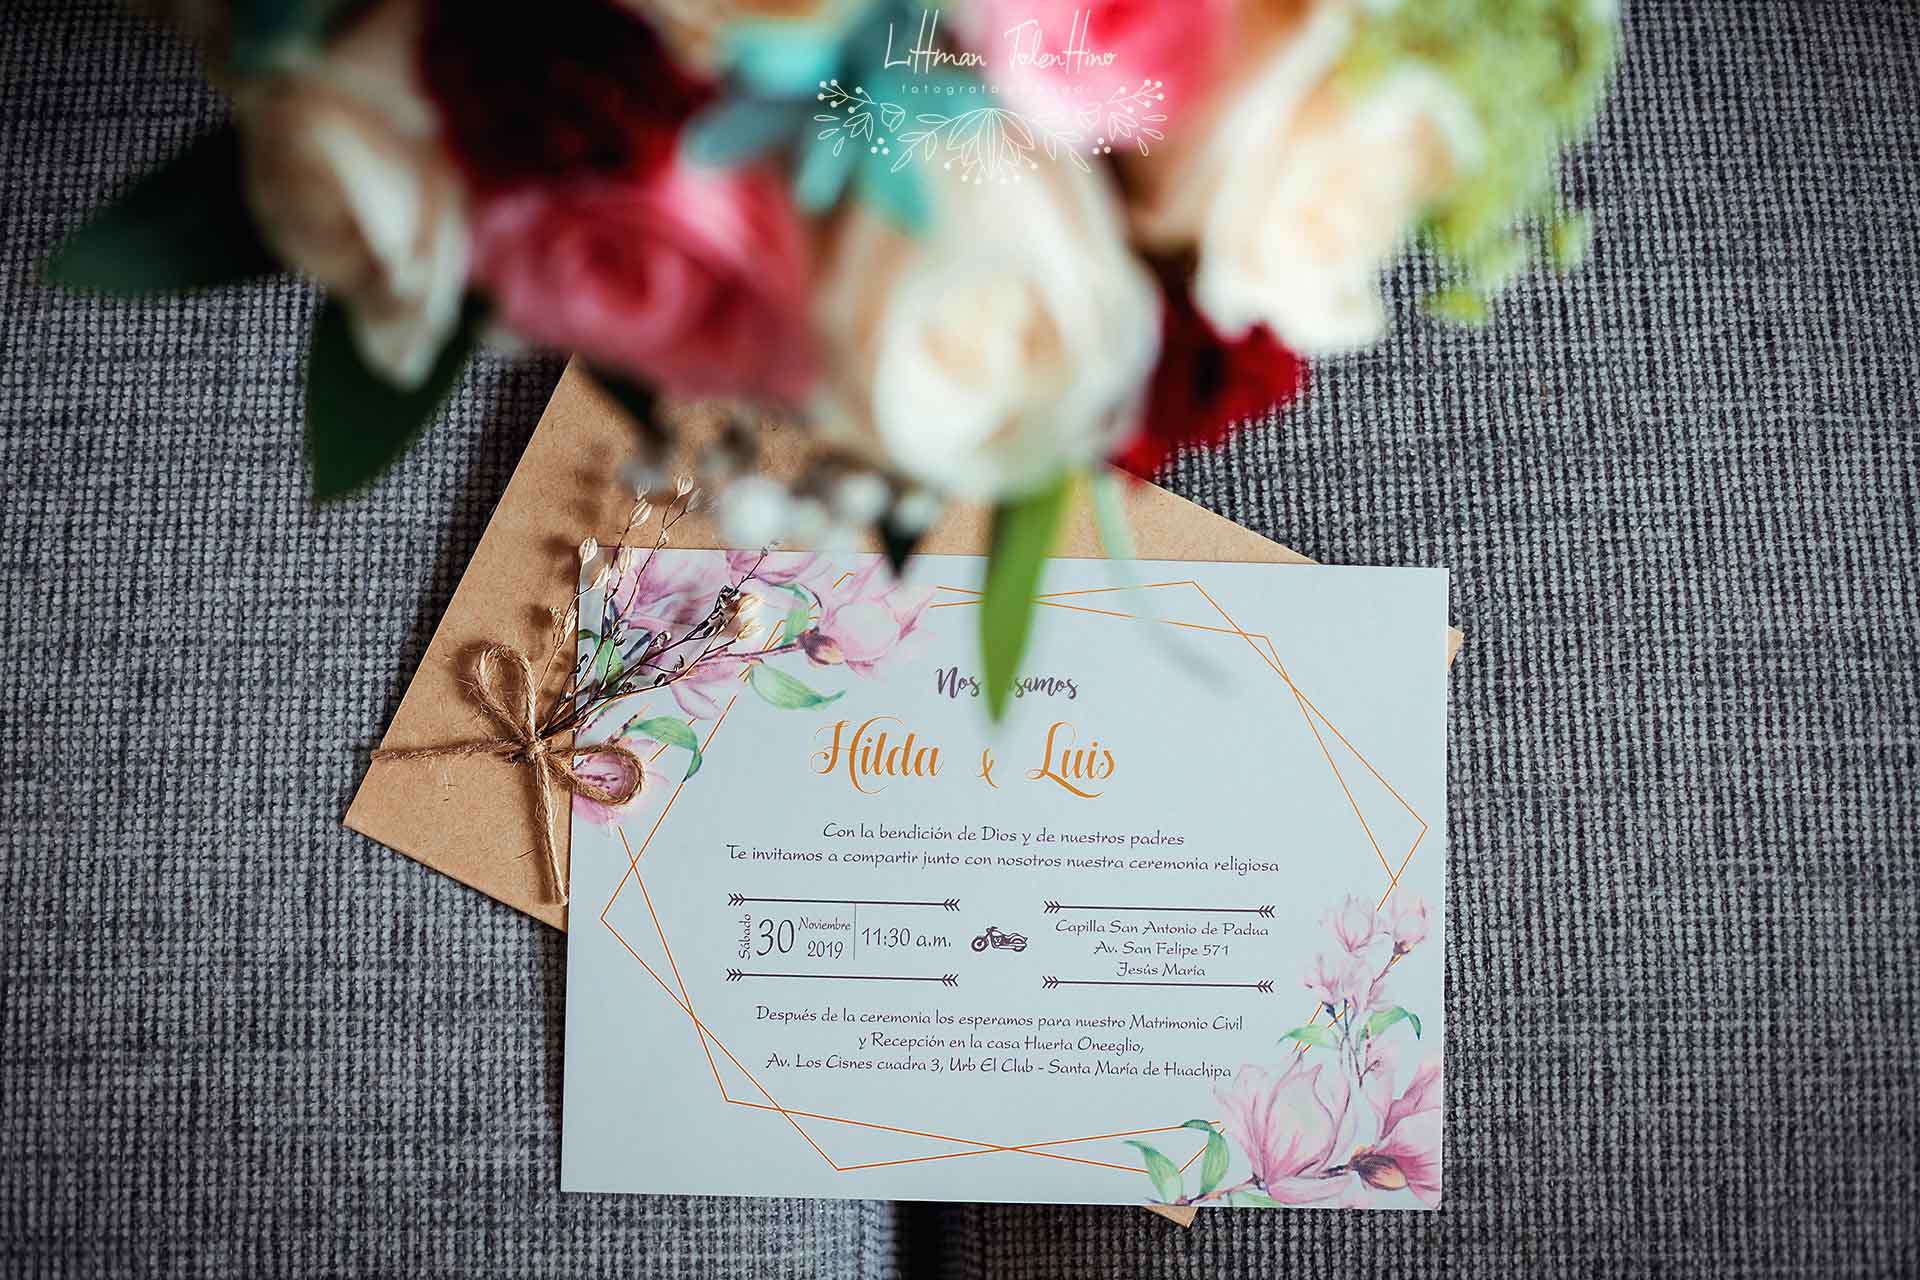 LiHman TolenHino
Nos
Hilda & Luis
Con la bendición de Dios y de nuestros padres
Te invitamos a compartir junto con nosotros nuestra ceremonia religiosa
Sábado 30 Noviembre 2019 11:30 a.m.
Capilla San Antonio de Padua
Av. San Felipe 571
Jesús María
Después de la ceremonia los esperamos para nuestro Matrimonio Civil
y Recepción en la casa Huerta Oneeglio,
Av. Los Cisnes cuadra 3, Urb El Club - Santa María de Huachipa